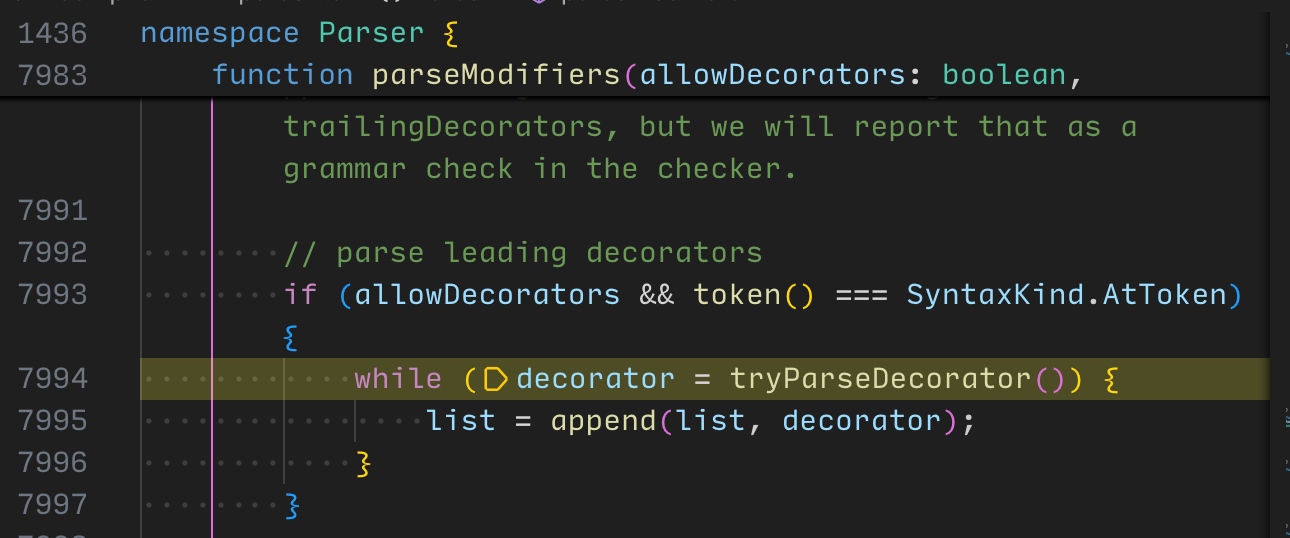 1436 namespace Parser {
7983 function parseModifiers(allowDecorators: boolean,
trailingDecorators, but we will report that as a
grammar check in the checker.
7991
7992 // parse leading decorators
7993 if (allowDecorators && token() === SyntaxKind.AtToken)
{
7994 while (decorator = tryParseDecorator()) {
7995 list = append(list, decorator);
7996 }
7997 }